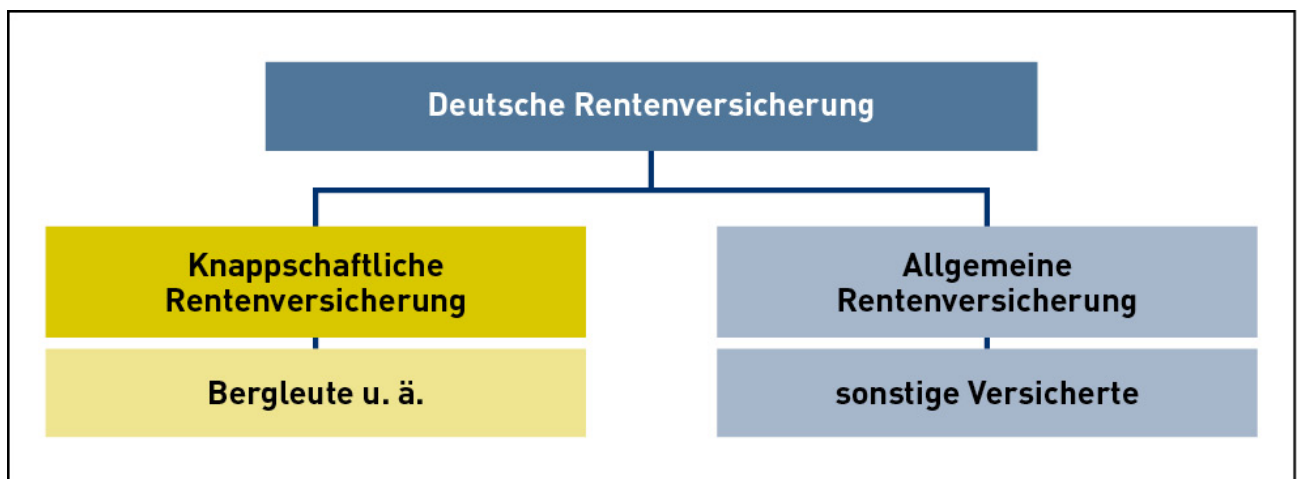 Deutsche Rentenversicherung
Knappschaftliche
Rentenversicherung
Allgemeine
Rentenversicherung
Bergleute u. ä.
sonstige Versicherte